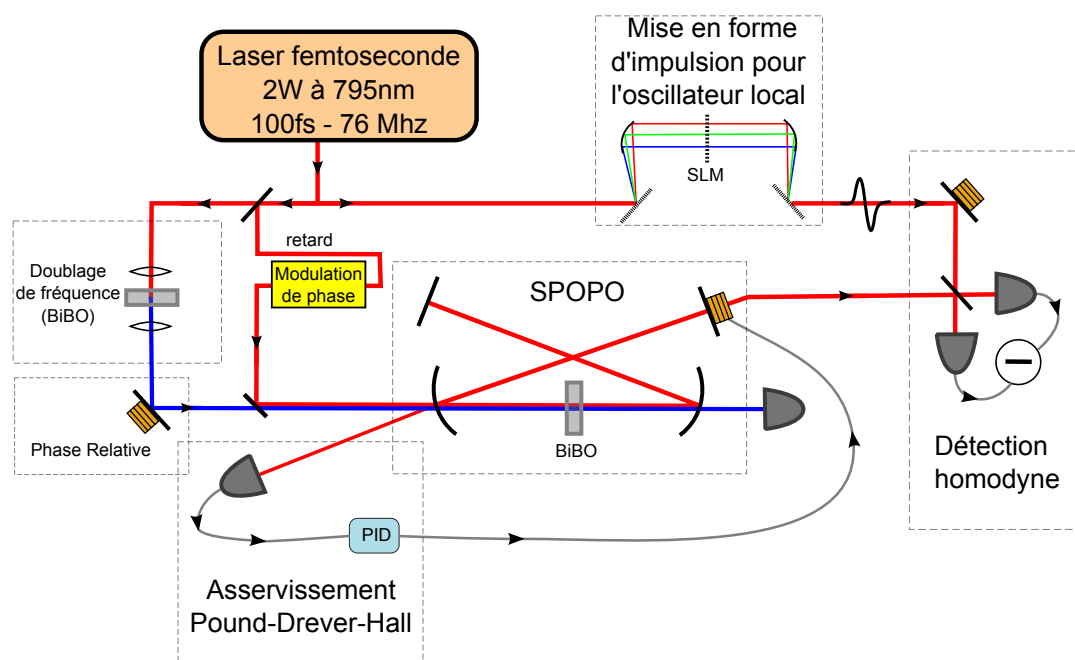 Laser femtoseconde
2W à 795nm
100fs - 76 Mhz
Mise en forme
d'impulsion pour
l'oscillateur local
SLM
retard
Modulation
de phase
Doublage
de fréquence
(BiBO)
SPOPO
BiBO
Phase Relative
Détection
homodyne
PID
Asservissement
Pound-Drever-Hall